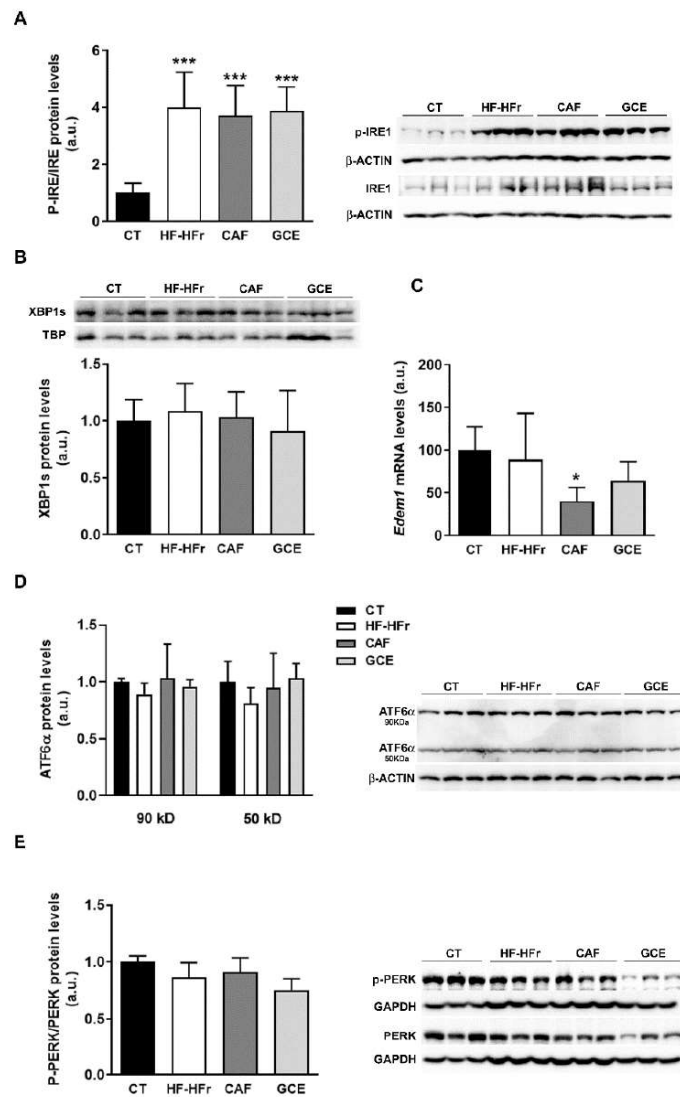 A
P-IRE/IRE protein levels
(a.u.)
8
6
4
2
0
***
***
***
CT HF-HFr CAF GCE
CT HF-HFr CAF GCE
p-IRE1
β-ACTIN
IRE1
β-ACTIN
B
CT HF-HFr CAF GCE
XBP1s
TBP
XBP1s protein levels
(a.u.)
1.5
1.0
0.5
0.0
CT HF-HFr CAF GCE
C
Edem1 mRNA levels (a.u.)
200
150
100
50
0
*
CT HF-HFr CAF GCE
D
ATF6α protein levels
(a.u.)
1.5
1.0
0.5
0.0
90 kD 50 kD
CT
HF-HFr
CAF
GCE
CT HF-HFr CAF GCE
ATF6α
90KDa
ATF6α
50KDa
β-ACTIN
E
P-PERK/PERK protein levels
(a.u.)
1.5
1.0
0.5
0.0
CT HF-HFr CAF GCE
CT HF-HFr CAF GCE
p-PERK
GAPDH
PERK
GAPDH